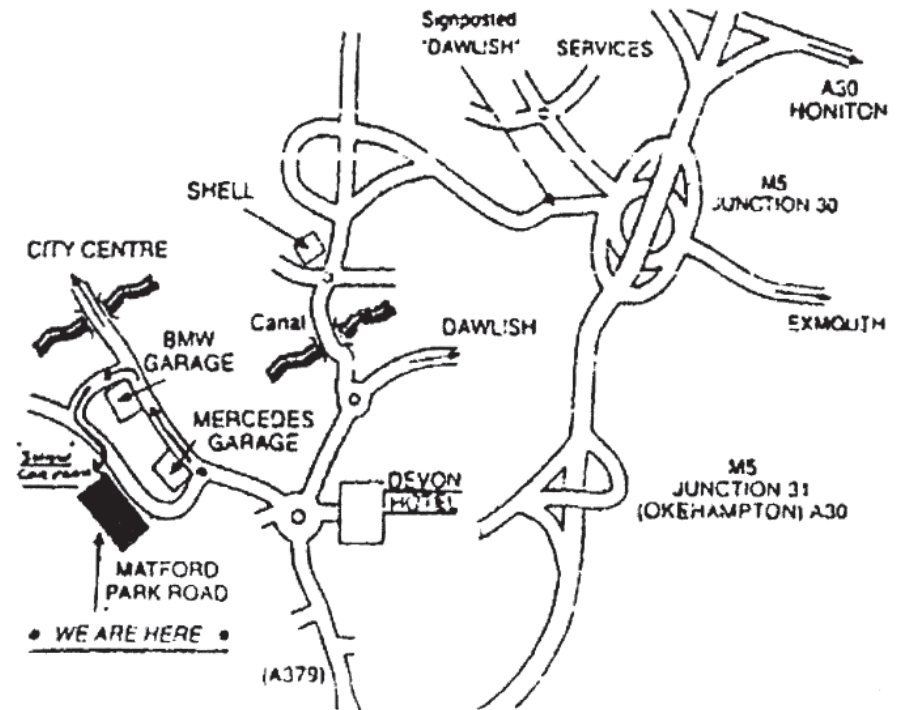 Signposted
'DAWLISH'
SERVICES
A30
HONITON
SHELL
M5
JUNCTION 30
CITY CENTRE
EXMOUTH
Canal
DAWLISH
BMW
GARAGE
MERCEDES
GARAGE
DEVON
HOTEL
M5
JUNCTION 31
(OKEHAMPTON) A30
MATFORD
PARK ROAD
• WE ARE HERE •
(A379)